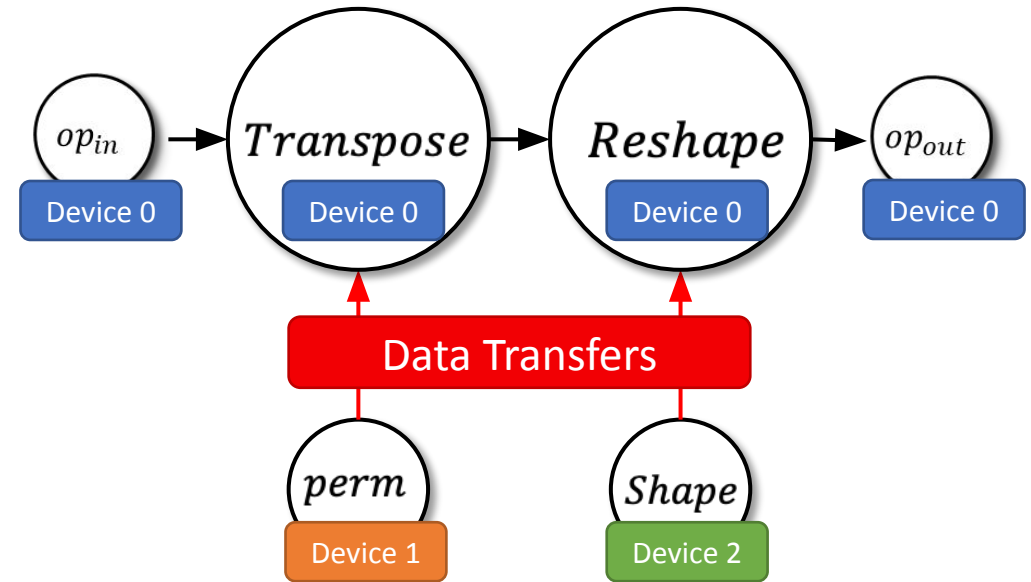 op_in
Device 0
Transpose
Device 0
Reshape
Device 0
op_out
Device 0
Data Transfers
perm
Device 1
Shape
Device 2